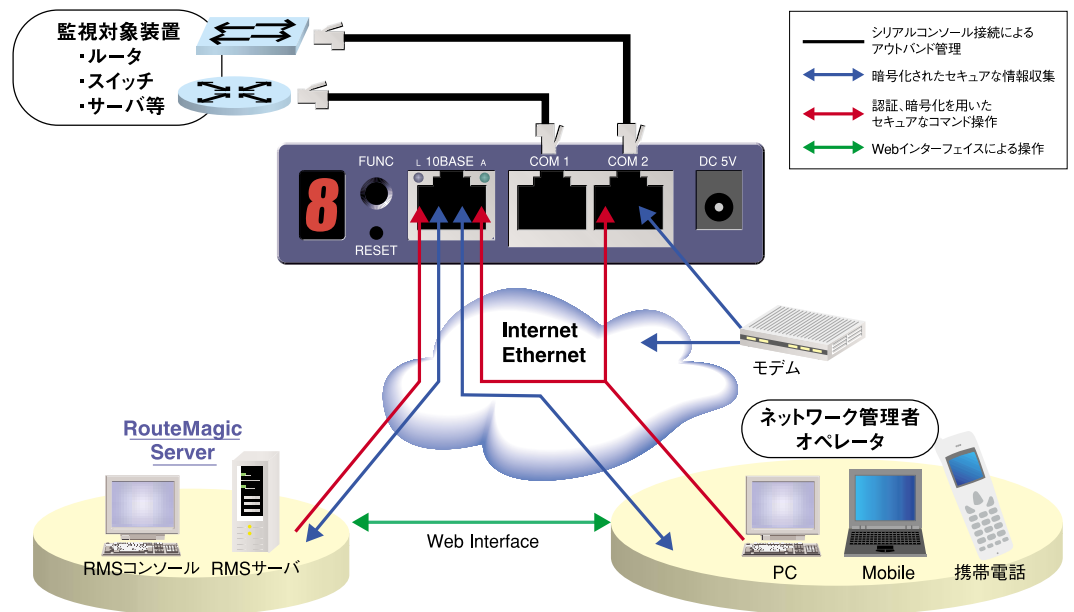 監視対象装置
・ルータ
・スイッチ
・サーバ等
シリアルコンソール接続による
アウトバンド管理
暗号化されたセキュアな情報収集
認証、暗号化を用いた
セキュアなコマンド操作
Webインターフェイスによる操作
8
FUNC
RESET
L 10BASE A
COM 1
COM 2
DC 5V
Internet
Ethernet
モデム
RouteMagic
Server
RMSコンソール
RMSサーバ
Web Interface
ネットワーク管理者
オペレータ
PC
Mobile
携帯電話